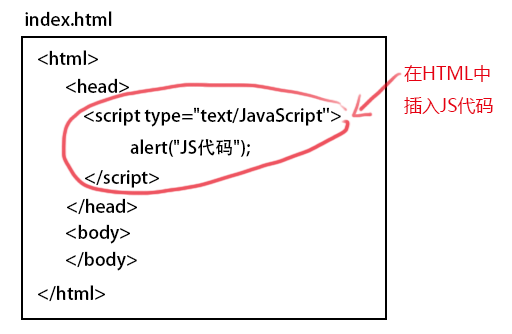 index.html
<html>
<head>
<script type="text/JavaScript">
alert("JS代码");
</script>
</head>
<body>
</body>
</html>
在HTML中
插入JS代码